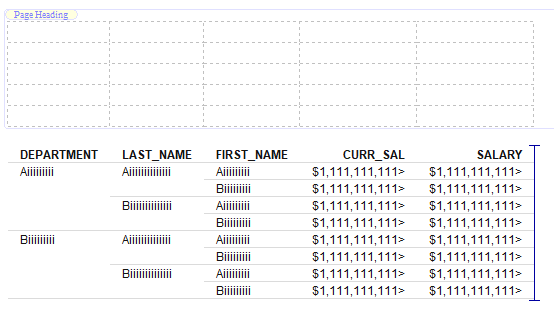 Page Heading
DEPARTMENT LAST_NAME FIRST_NAME CURR_SAL SALARY
Aiiiiiiiii Aiiiiiiiiiiiiii Aiiiiiiiii $1,111,111,111> $1,111,111,111>
Biiiiiiiii $1,111,111,111> $1,111,111,111>
Biiiiiiiiiiiiii Aiiiiiiiii $1,111,111,111> $1,111,111,111>
Biiiiiiiii $1,111,111,111> $1,111,111,111>
Biiiiiiiii Aiiiiiiiiiiiiii Aiiiiiiiii $1,111,111,111> $1,111,111,111>
Biiiiiiiii $1,111,111,111> $1,111,111,111>
Biiiiiiiiiiiiii Aiiiiiiiii $1,111,111,111> $1,111,111,111>
Biiiiiiiii $1,111,111,111> $1,111,111,111>